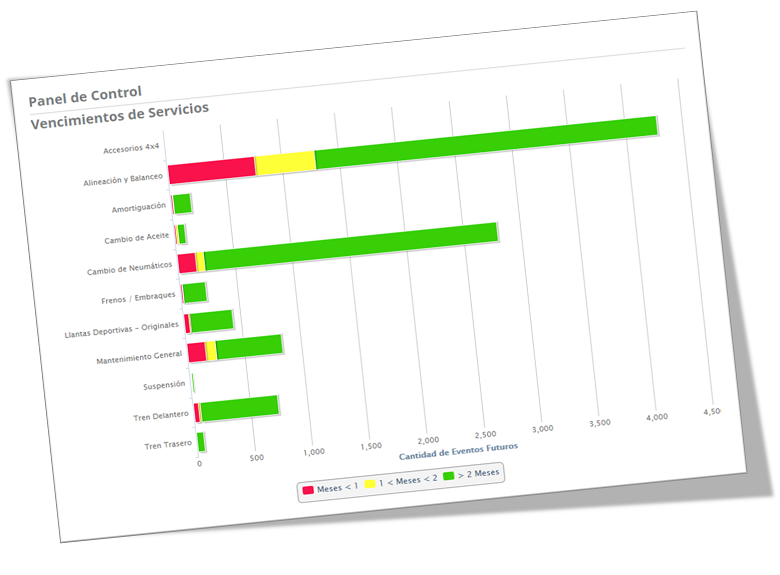 Panel de Control
Vencimientos de Servicios
Accesorios 4x4
Alineación y Balanceo
Amortiguación
Cambio de Aceite
Cambio de Neumáticos
Frenos / Embraques
Llantas Deportivas - Originales
Mantenimiento General
Suspensión
Tren Delantero
Tren Trasero
0 500 1,000 1,500 2,000 2,500 3,000 3,500 4,000 4,50
Cantidad de Eventos Futuros
Meses < 1 1 < Meses < 2 > 2 Meses